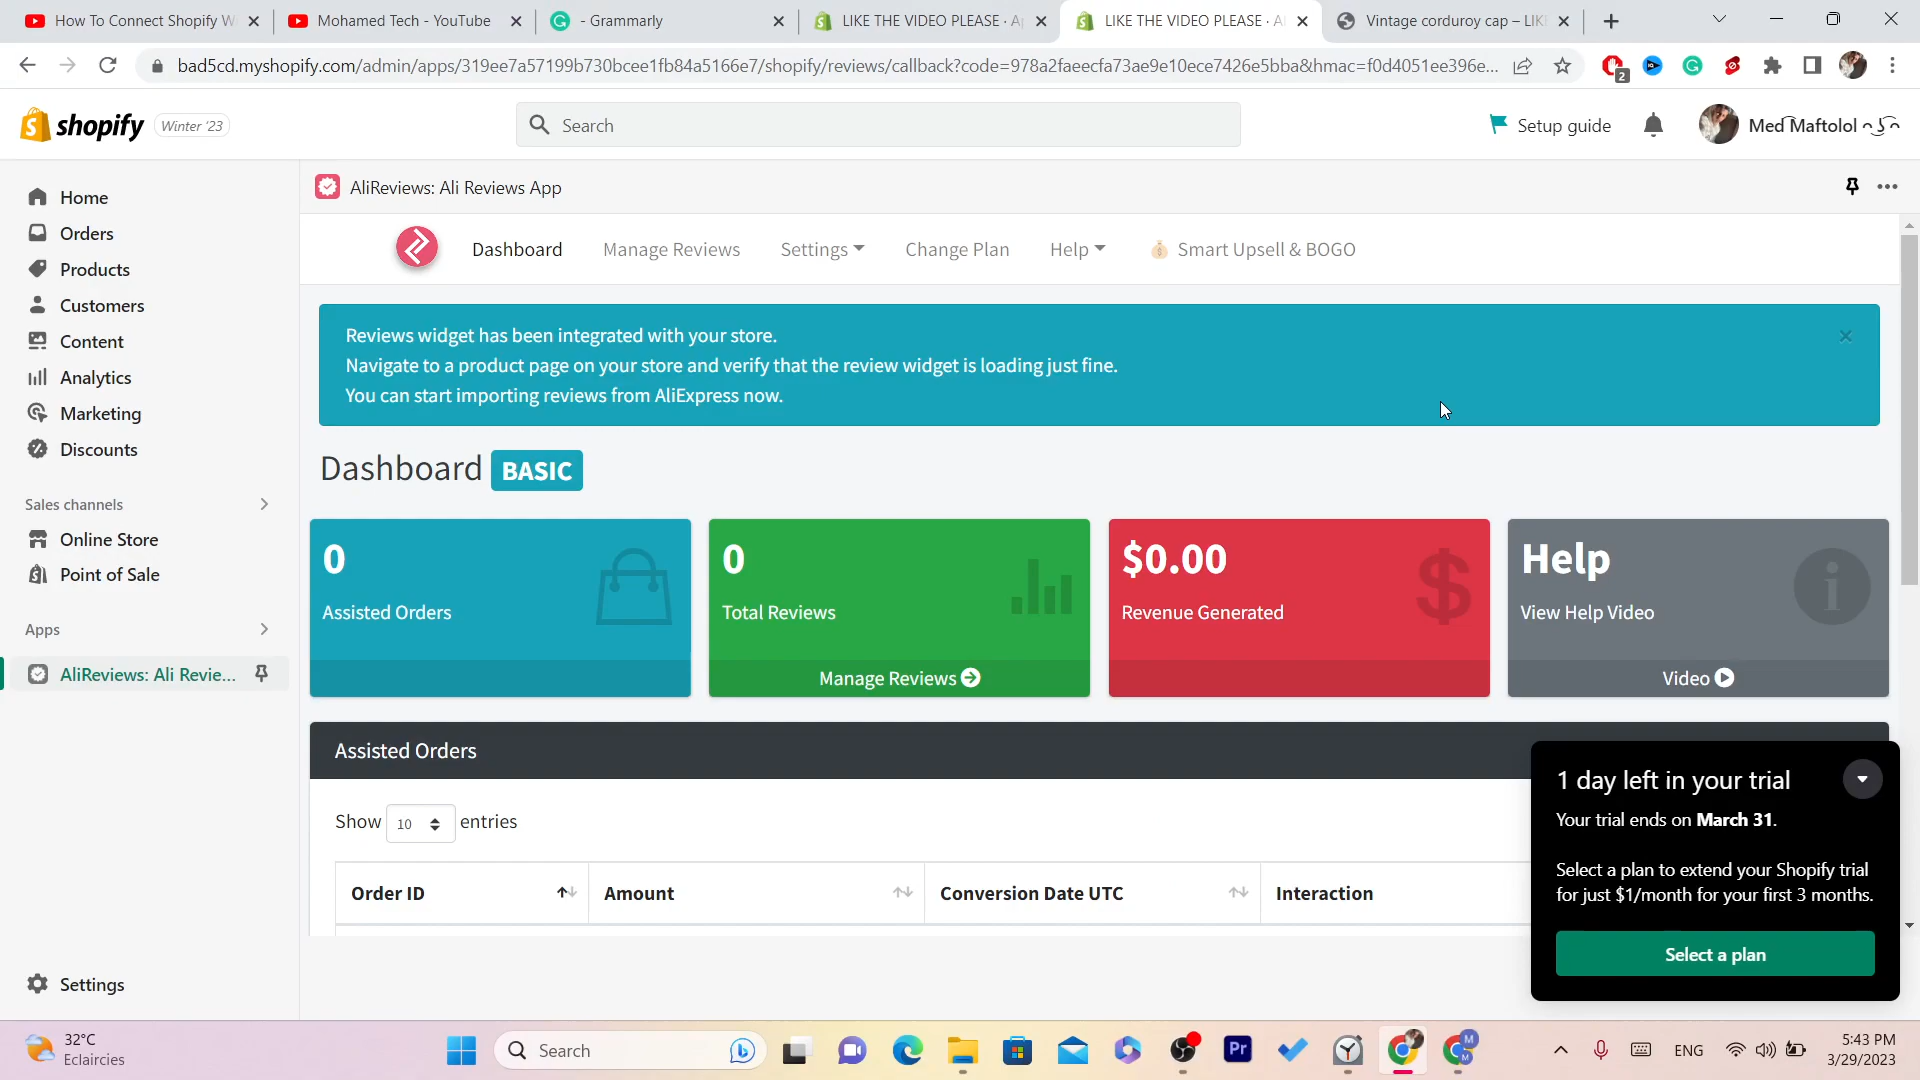 How To Connect Shopify W
Mohamed Tech - YouTube
- Grammarly
LIKE THE VIDEO PLEASE · Ap
LIKE THE VIDEO PLEASE · A
Vintage corduroy cap – LIK
bad5cd.myshopify.com/admin/apps/319ee7a57199b730bcee1fb84a5166e7/shopify/reviews/callback?code=978a2faeecfa73ae9e10ece7426e5bba&hmac=f0d4051ee396e...
2
shopify
Winter '23
Search
Setup guide
Med Maftolol
Home
Orders
Products
Customers
Content
Analytics
Marketing
Discounts
Sales channels
Online Store
Point of Sale
Apps
AliReviews: Ali Revie...
Settings
AliReviews: Ali Reviews App
Dashboard
Manage Reviews
Settings
Change Plan
Help
Smart Upsell & BOGO
Reviews widget has been integrated with your store.
Navigate to a product page on your store and verify that the review widget is loading just fine.
You can start importing reviews from AliExpress now.
Dashboard BASIC
0
Assisted Orders
0
Total Reviews
Manage Reviews
$0.00
Revenue Generated
Help
View Help Video
Video
Assisted Orders
Show 10 entries
Order ID
Amount
Conversion Date UTC
Interaction
1 day left in your trial
Your trial ends on March 31.
Select a plan to extend your Shopify trial
for just $1/month for your first 3 months.
Select a plan
32°C
Eclaircies
Search
Pr
M
M
ENG
5:43 PM
3/29/2023